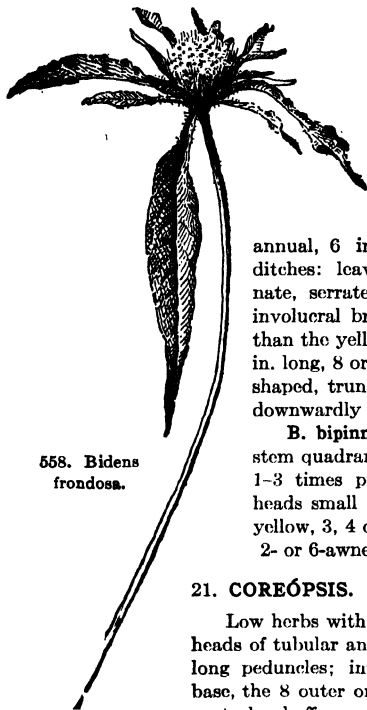 annual, 6 in
ditches: leav
nate, serrate
involucral br
than the yell
in. long, 8 or
shaped, trun
downwardly
B. bipinn
stem quadran
1-3 times p
heads small
yellow, 3, 4 o
2- or 6-awne
558. Bidens
frondosa.
21. COREÓPSIS.
Low herbs with
heads of tubular an
long peduncles; in
base, the 8 outer or